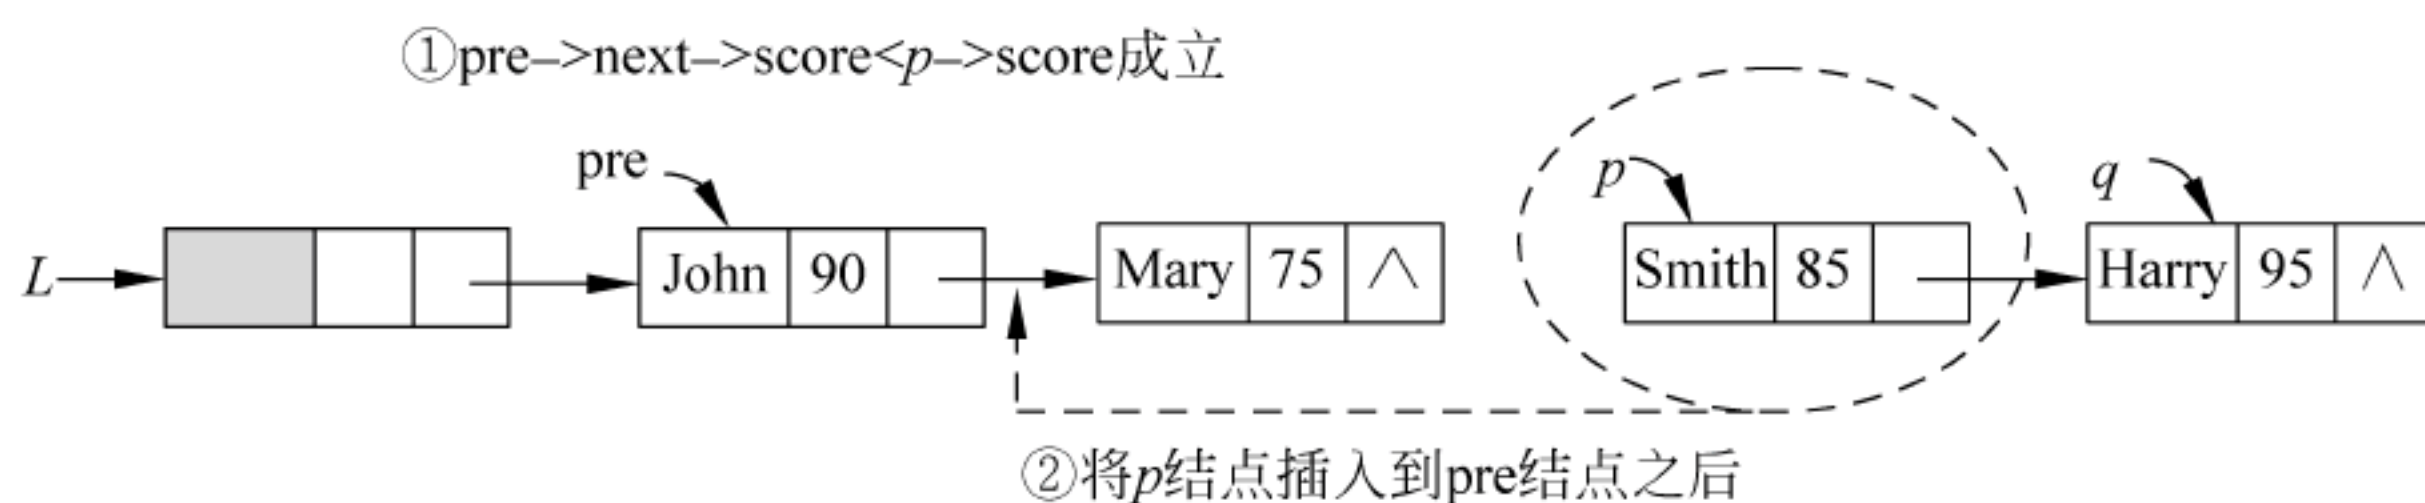 ①pre–>next–>score<p–>score成立
pre
p
q
L
John 90
Mary 75 ∧
Smith 85
Harry 95 ∧
②将p结点插入到pre结点之后